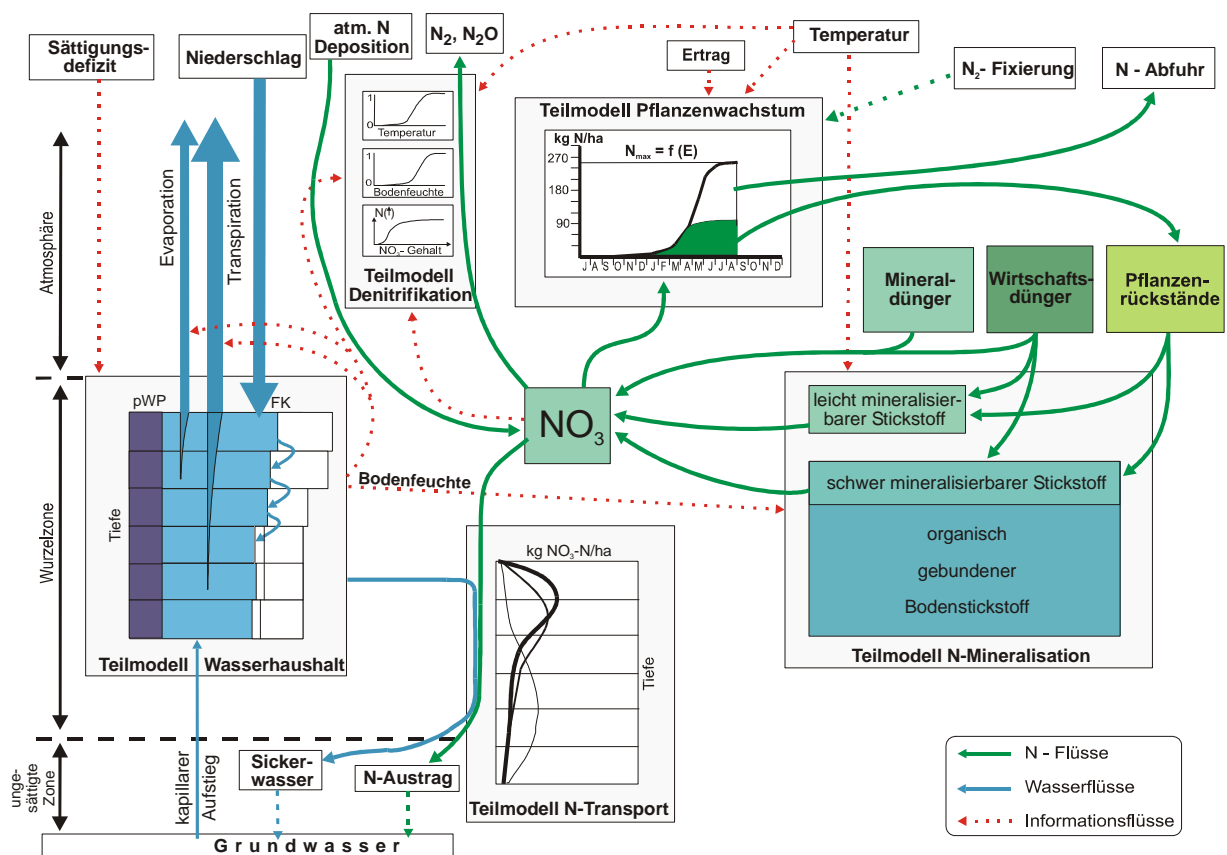 Sättigungs-
defizit
Niederschlag
atm. N
Deposition
N₂, N₂O
Temperatur
Ertrag
N₂- Fixierung
N - Abfuhr
Atmosphäre
Evaporation
Transpiration
1
0
Temperatur
1
0
Bodenfeuchte
N(t)
NO₃- Gehalt
Teilmodell
Denitrifikation
Teilmodell Pflanzenwachstum
kg N/ha
270
180
90
Nmax = f (E)
J A S O N D J F M A M J J A S O N D
Mineral-
dünger
Wirtschafts-
dünger
Pflanzen-
rückstände
Wurzelzone
pWP
FK
Tiefe
Teilmodell Wasserhaushalt
Bodenfeuchte
NO₃
leicht mineralisier-
barer Stickstoff
schwer mineralisierbarer Stickstoff
organisch
gebundener
Bodenstickstoff
Teilmodell N-Mineralisation
kg NO₃-N/ha
Tiefe
Teilmodell N-Transport
unge-
sättigte
Zone
kapillarer
Aufstieg
Sicker-
wasser
N-Austrag
Grundwasser
N - Flüsse
Wasserflüsse
Informationsflüsse